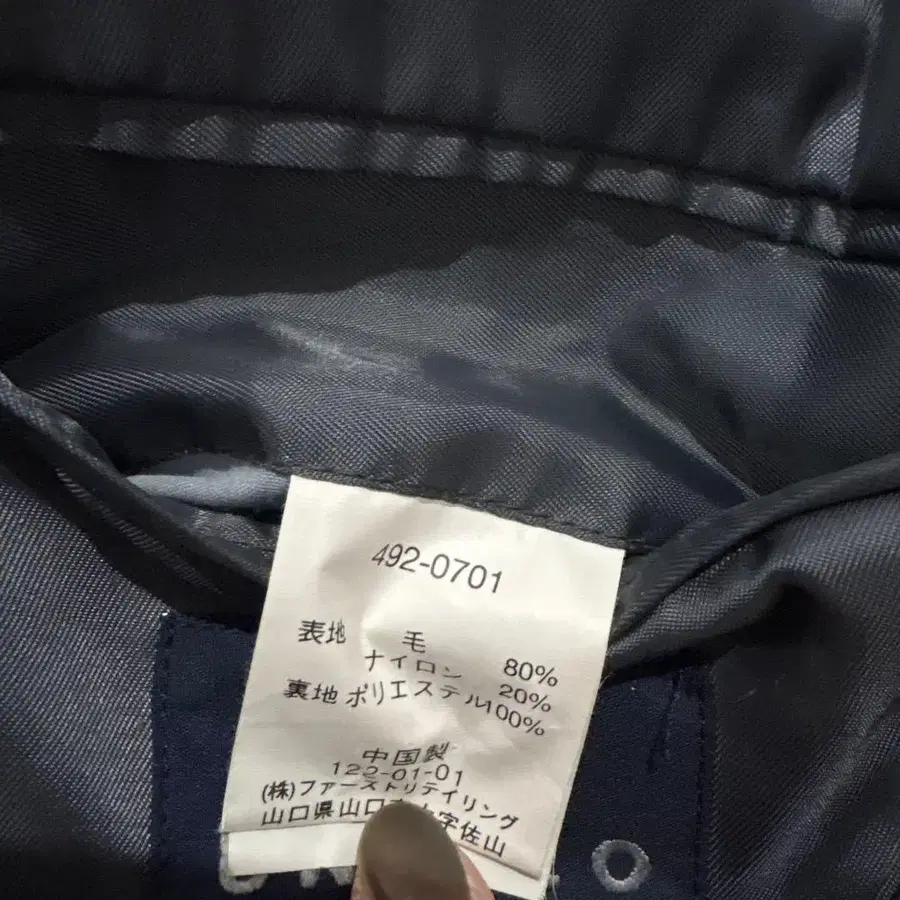 492-0701
表地 毛 80%
ナイロン 20%
裏地 ポリエステル100%
中国製
122-01-01
(株)ファーストリテイリング
山口県山口 字佐山
O